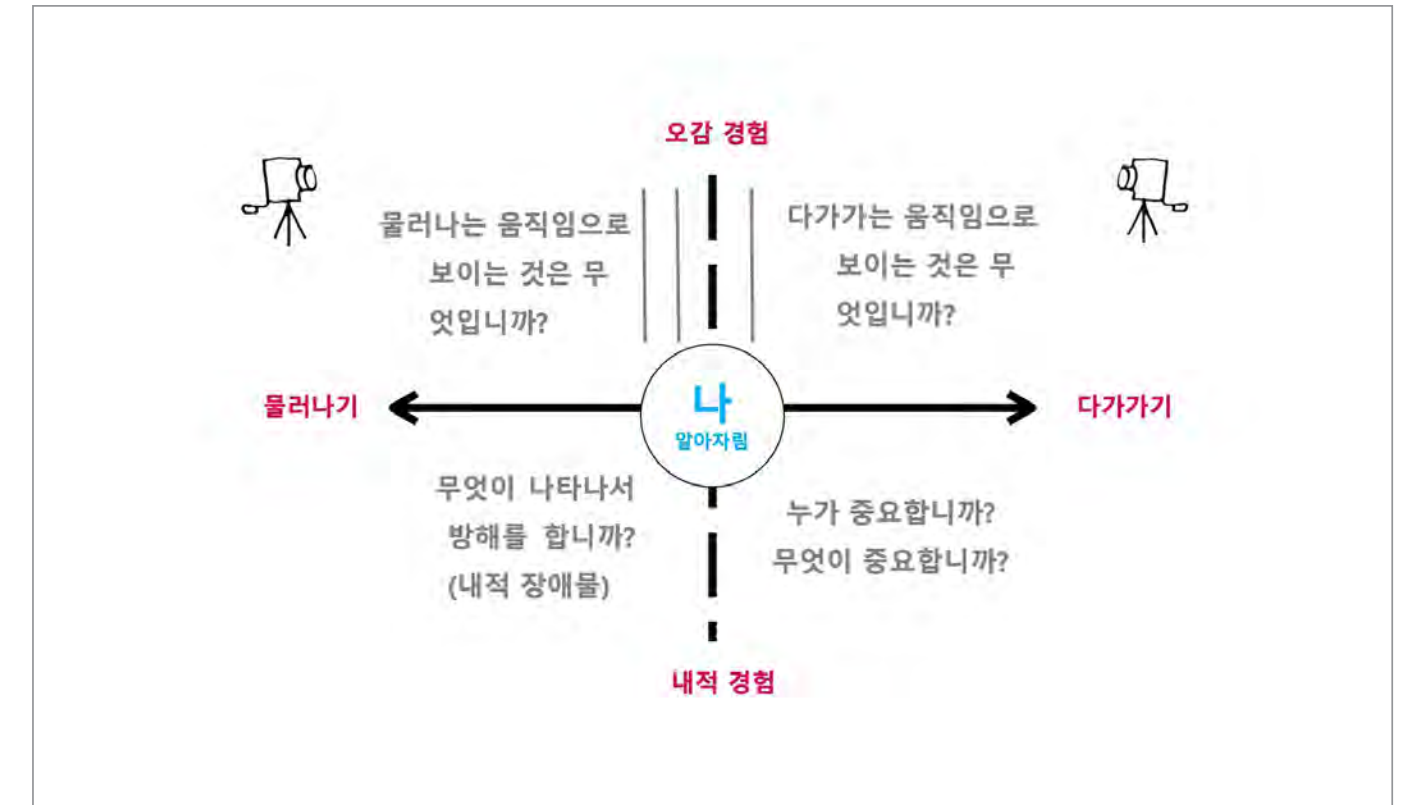 오감 경험
물러나는 움직임으로
보이는 것은 무
엇입니까?
다가가는 움직임으로
보이는 것은 무
엇입니까?
물러나기
나
알아자림
다가가기
무엇이 나타나서
방해를 합니까?
(내적 장애물)
누가 중요합니까?
무엇이 중요합니까?
내적 경험